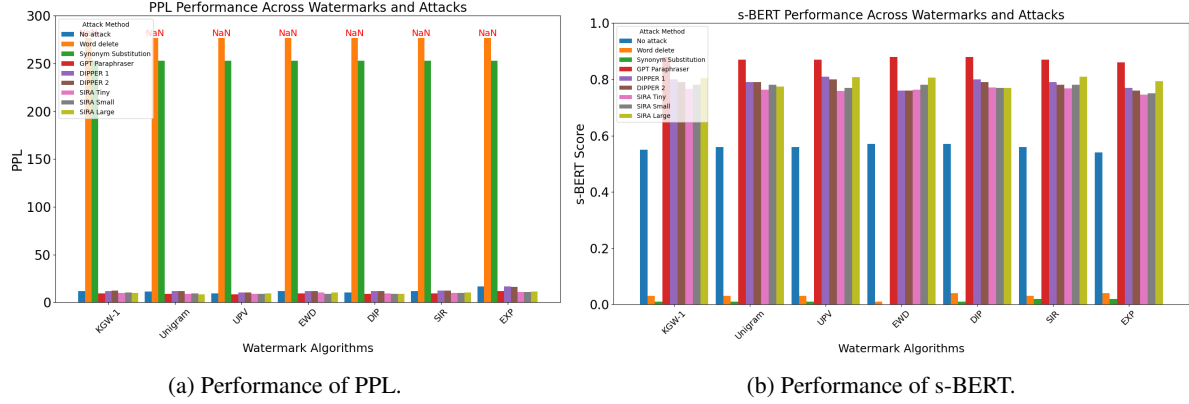 PPL Performance Across Watermarks and Attacks
300
250
200
150
100
50
0
PPL
Attack Method
No attack
Word delete
Synonym Substitution
GPT Paraphraser
DIPPER 1
DIPPER 2
SIRA Tiny
SIRA Small
SIRA Large
NaN NaN NaN NaN NaN NaN
KGW-1 Unigram UPV EWD DIP SIR EXP
Watermark Algorithms
(a) Performance of PPL.
s-BERT Performance Across Watermarks and Attacks
1.0
0.8
0.6
0.4
0.2
0.0
s-BERT Score
Attack Method
No attack
Word delete
Synonym Substitution
GPT Paraphraser
DIPPER 1
DIPPER 2
SIRA Tiny
SIRA Small
SIRA Large
KGW-1 Unigram UPV EWD DIP SIR EXP
Watermark Algorithms
(b) Performance of s-BERT.